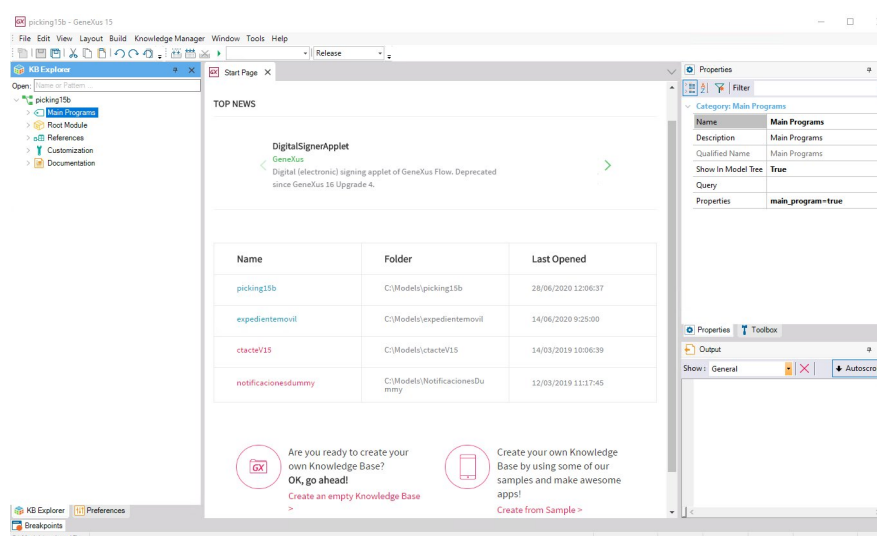 GX picking15b - GeneXus 15
File Edit View Layout Build Knowledge Manager Window Tools Help
Release
KB Explorer
Open: Name or Pattern ...
picking15b
Main Programs
Root Module
References
Customization
Documentation
KB Explorer Preferences
Breakpoints
GX Start Page
TOP NEWS
DigitalSignerApplet
GeneXus
Digital (electronic) signing applet of GeneXus Flow. Deprecated
since GeneXus 16 Upgrade 4.
Name Folder Last Opened
picking15b C:\Models\picking15b 28/06/2020 12:06:37
expedientemovil C:\Models\expedientemovil 14/06/2020 9:25:00
ctacteV15 C:\Models\ctacteV15 14/03/2019 10:06:39
notificacionesdummy C:\Models\NotificacionesDu
mmy 12/03/2019 11:17:45
GX
Are you ready to create your
own Knowledge Base?
OK, go ahead!
Create an empty Knowledge Base
>
Create your own Knowledge
Base by using some of our
samples and make awesome
apps!
Create from Sample >
Properties
Filter
Category: Main Programs
Name Main Programs
Description Main Programs
Qualified Name Main Programs
Show In Model Tree True
Query
Properties main_program=true
Properties Toolbox
Output
Show: General Autoscro